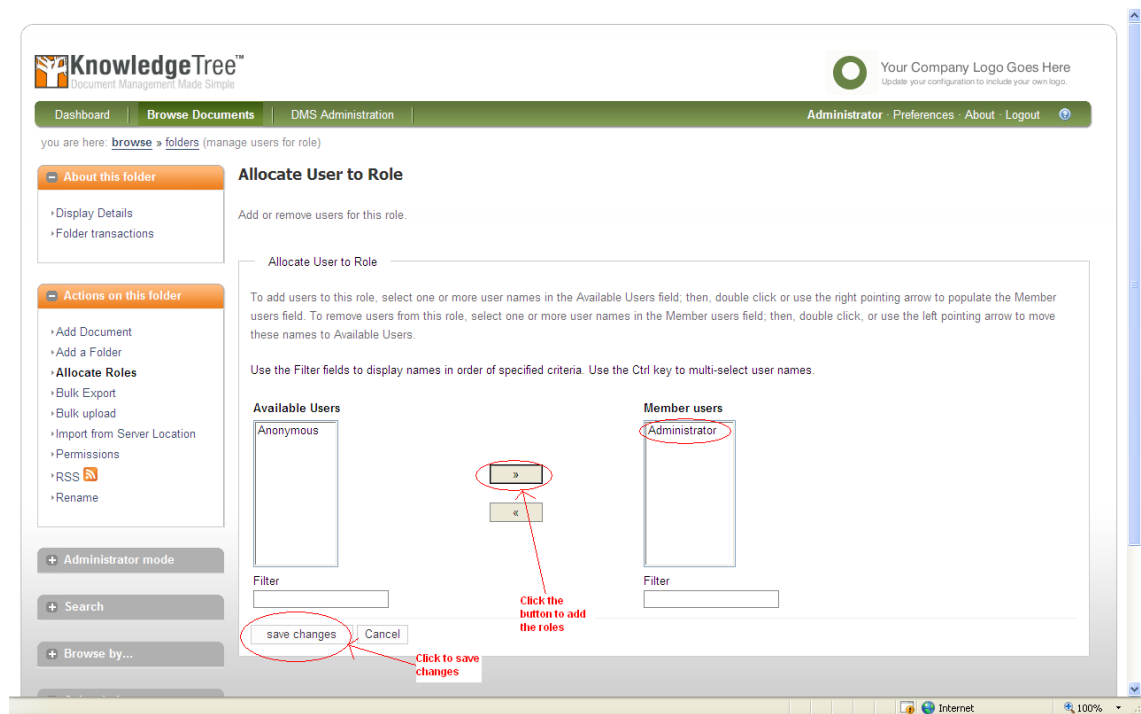 KnowledgeTree™
Document Management Made Simple
Your Company Logo Goes Here
Update your configuration to include your own logo.
Dashboard
Browse Documents
DMS Administration
Administrator · Preferences · About · Logout
you are here: browse » folders (manage users for role)
About this folder
Display Details
Folder transactions
Actions on this folder
Add Document
Add a Folder
Allocate Roles
Bulk Export
Bulk upload
Import from Server Location
Permissions
RSS
Rename
Administrator mode
Search
Browse by...
Allocate User to Role
Add or remove users for this role.
Allocate User to Role
To add users to this role, select one or more user names in the Available Users field; then, double click or use the right pointing arrow to populate the Member
users field. To remove users from this role, select one or more user names in the Member users field; then, double click, or use the left pointing arrow to move
these names to Available Users.
Use the Filter fields to display names in order of specified criteria. Use the Ctrl key to multi-select user names.
Available Users
Anonymous
Filter
»
«
Member users
Administrator
Filter
Click the
button to add
the roles
save changes
Cancel
Click to save
changes
Internet
100%